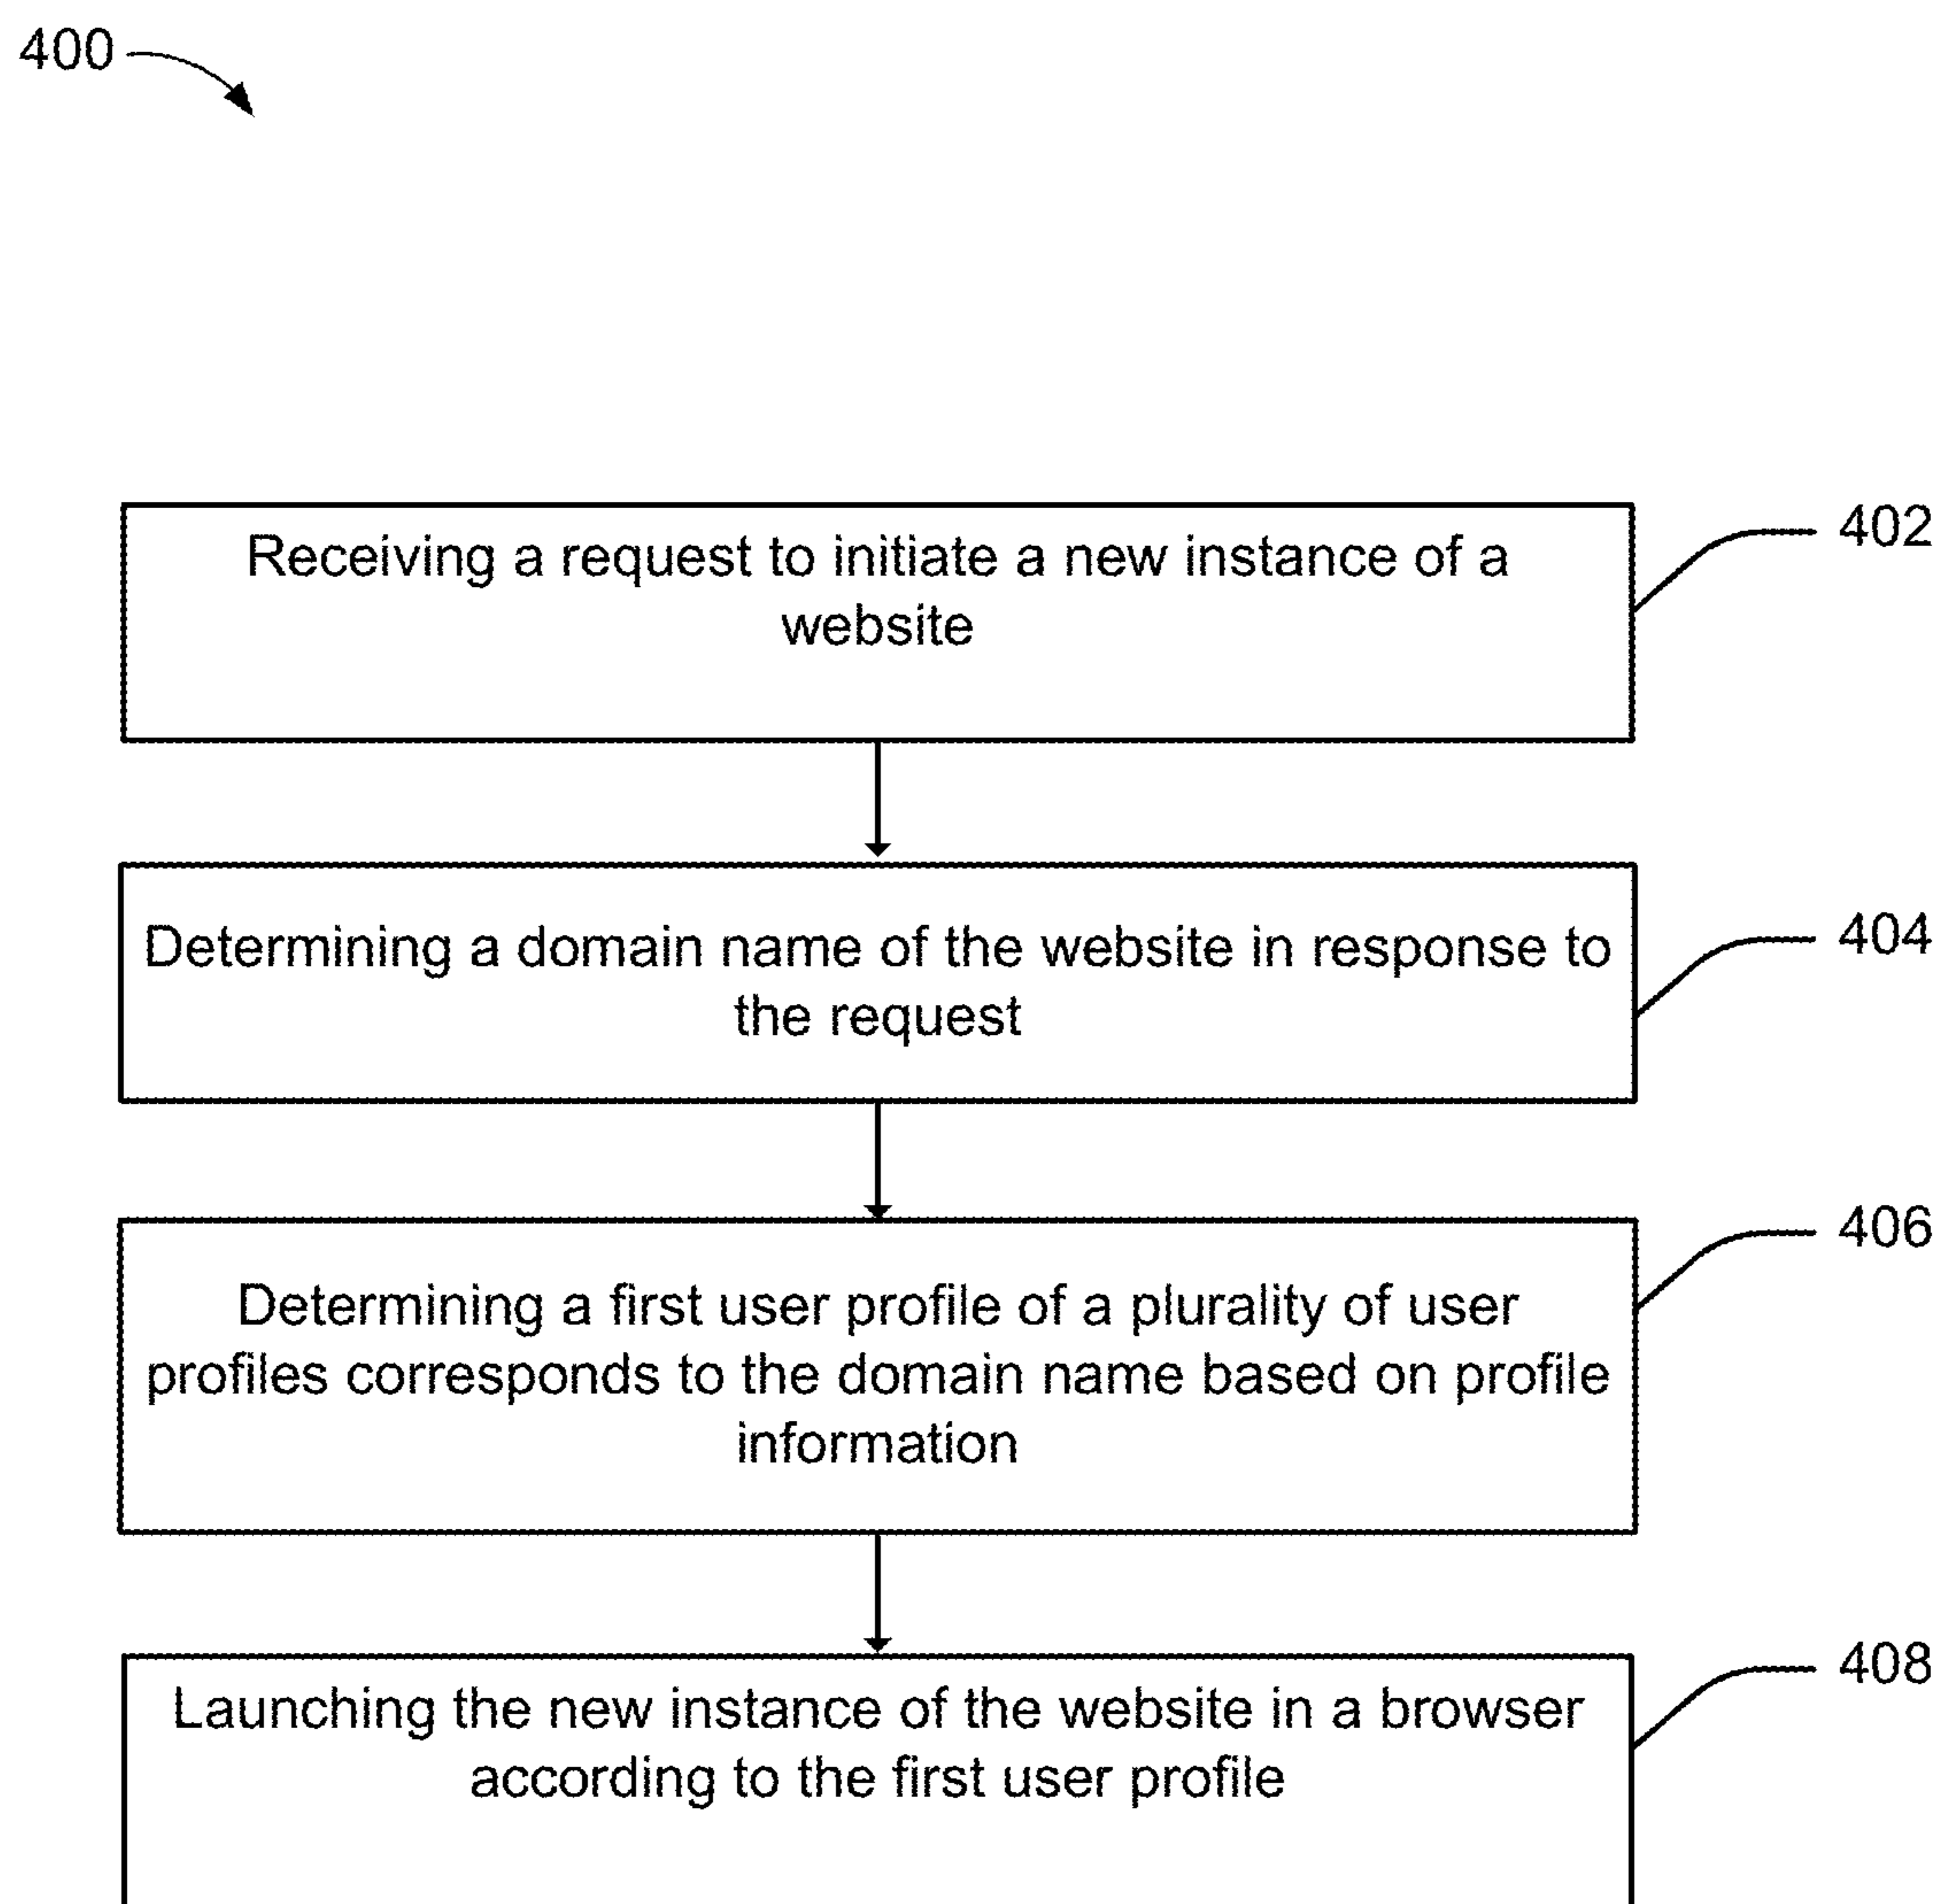 400
Receiving a request to initiate a new instance of a
website
402
Determining a domain name of the website in response to
the request
404
Determining a first user profile of a plurality of user
profiles corresponds to the domain name based on profile
information
406
Launching the new instance of the website in a browser
according to the first user profile
408